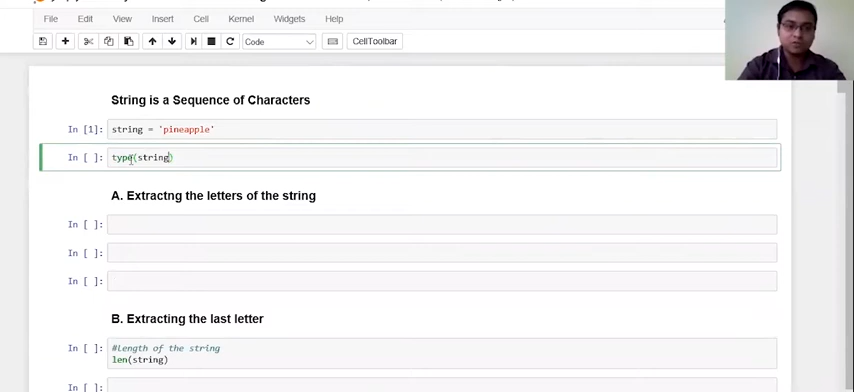 File Edit View Insert Cell Kernel Widgets Help
Code CellToolbar
String is a Sequence of Characters
In [1]: string = 'pineapple'
In [ ]: type(string)
A. Extractng the letters of the string
In [ ]:
In [ ]:
In [ ]:
B. Extracting the last letter
In [ ]: #length of the string
len(string)
In [ ]: